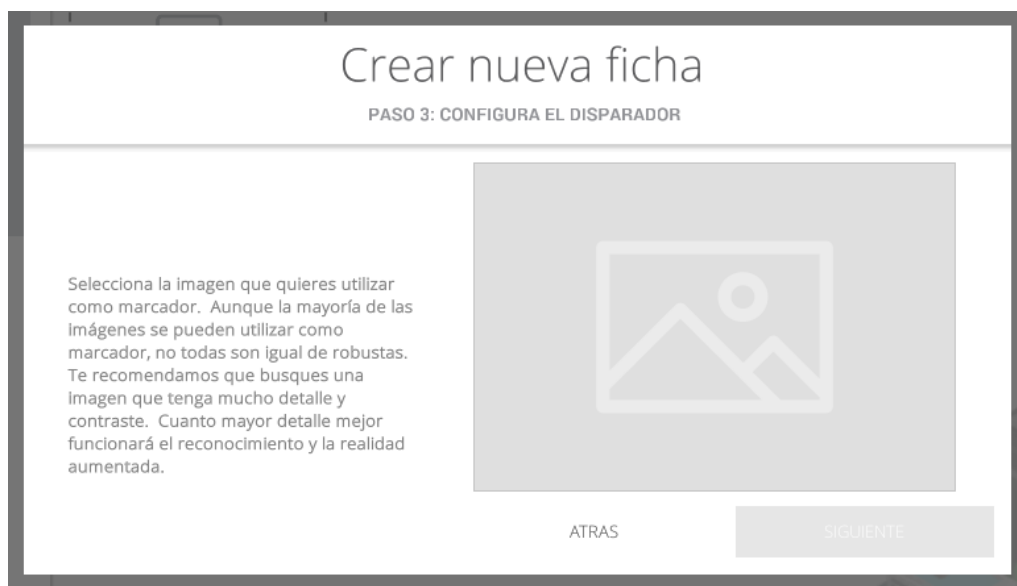 Crear nueva ficha
PASO 3: CONFIGURA EL DISPARADOR
Selecciona la imagen que quieres utilizar
como marcador. Aunque la mayoría de las
imágenes se pueden utilizar como
marcador, no todas son igual de robustas.
Te recomendamos que busques una
imagen que tenga mucho detalle y
contraste. Cuanto mayor detalle mejor
funcionará el reconocimiento y la realidad
aumentada.
ATRAS
SIGUIENTE